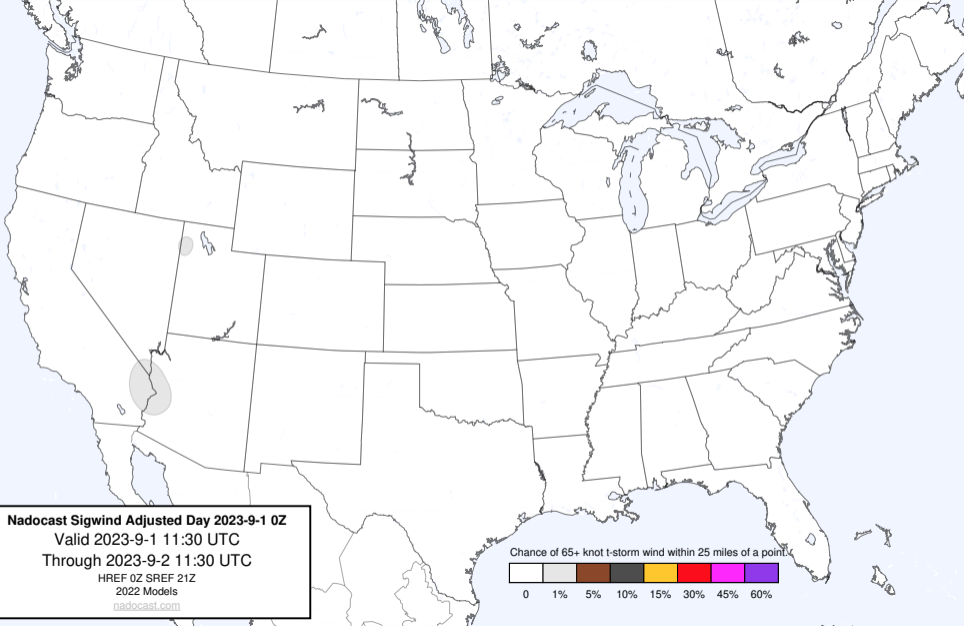 Nadocast Sigwind Adjusted Day 2023-9-1 0Z
Valid 2023-9-1 11:30 UTC
Through 2023-9-2 11:30 UTC
HREF 0Z SREF 21Z
2022 Models
nadocast.com
Chance of 65+ knot t-storm wind within 25 miles of a point.
0 1% 5% 10% 15% 30% 45% 60%